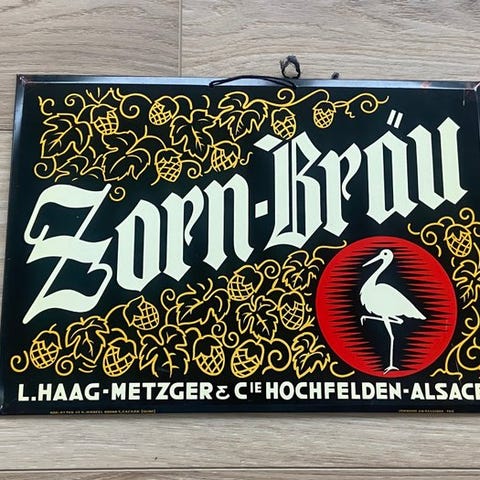 Zorn-Bräu
L.HAAG-METZGER & CIE HOCHFELDEN-ALSACE